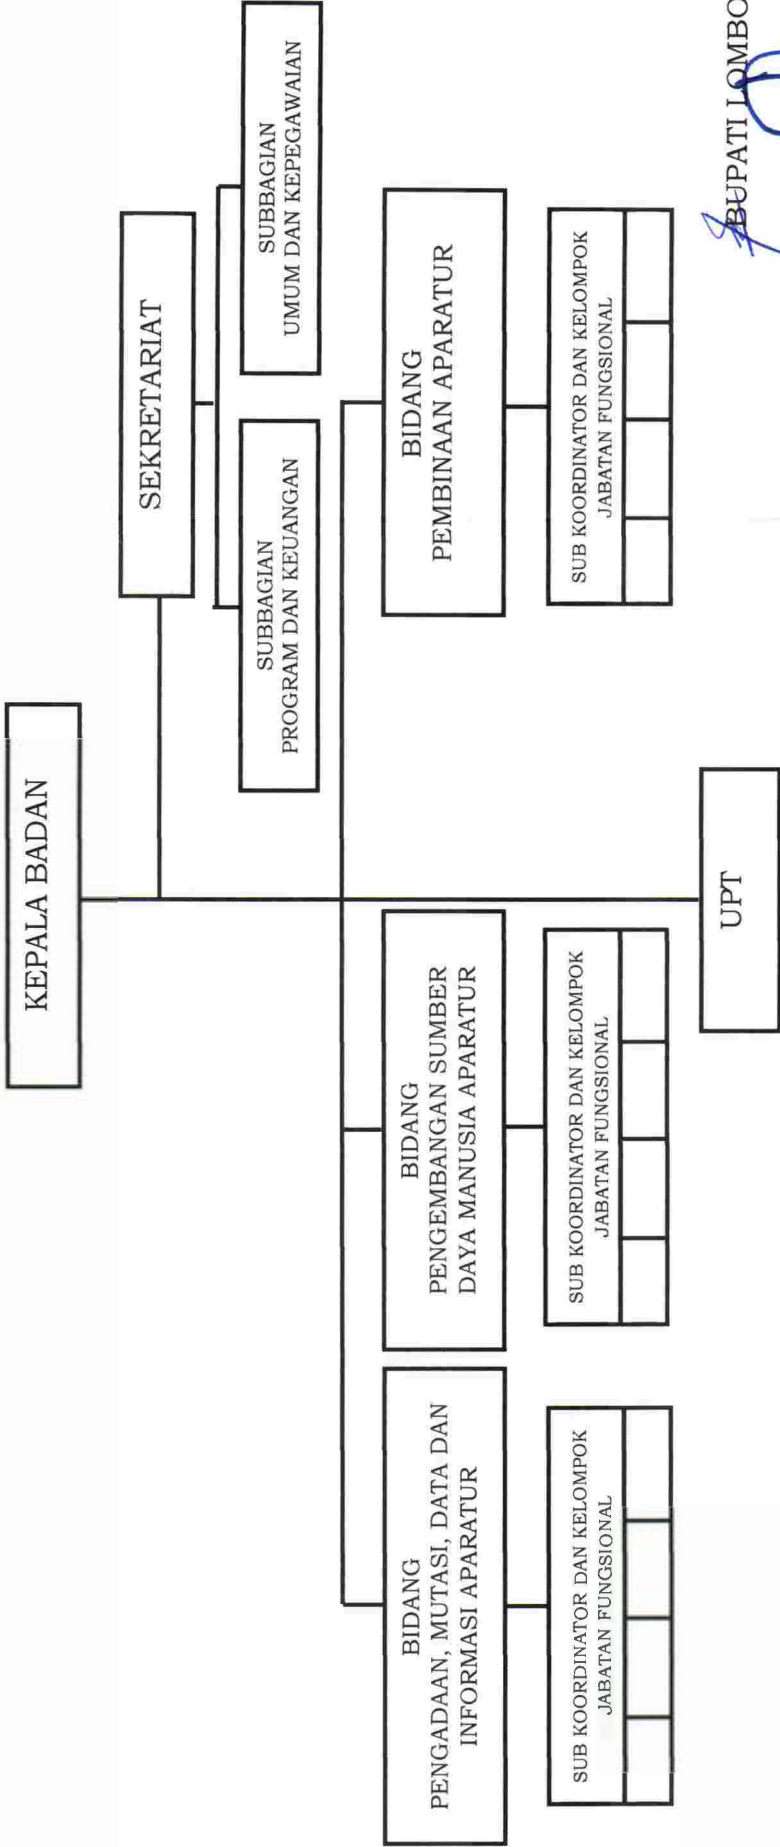 KEPALA BADAN
SEKRETARIAT
SUBBAGIAN
PROGRAM DAN KEUANGAN
SUBBAGIAN
UMUM DAN KEPEGAWAIAN
BIDANG
PENGADAAN, MUTASI, DATA DAN
INFORMASI APARATUR
BIDANG
PENGEMBANGAN SUMBER
DAYA MANUSIA APARATUR
BIDANG
PEMBINAAN APARATUR
SUB KOORDINATOR DAN KELOMPOK
JABATAN FUNGSIONAL
SUB KOORDINATOR DAN KELOMPOK
JABATAN FUNGSIONAL
SUB KOORDINATOR DAN KELOMPOK
JABATAN FUNGSIONAL
UPT
BUPATI LOMBO